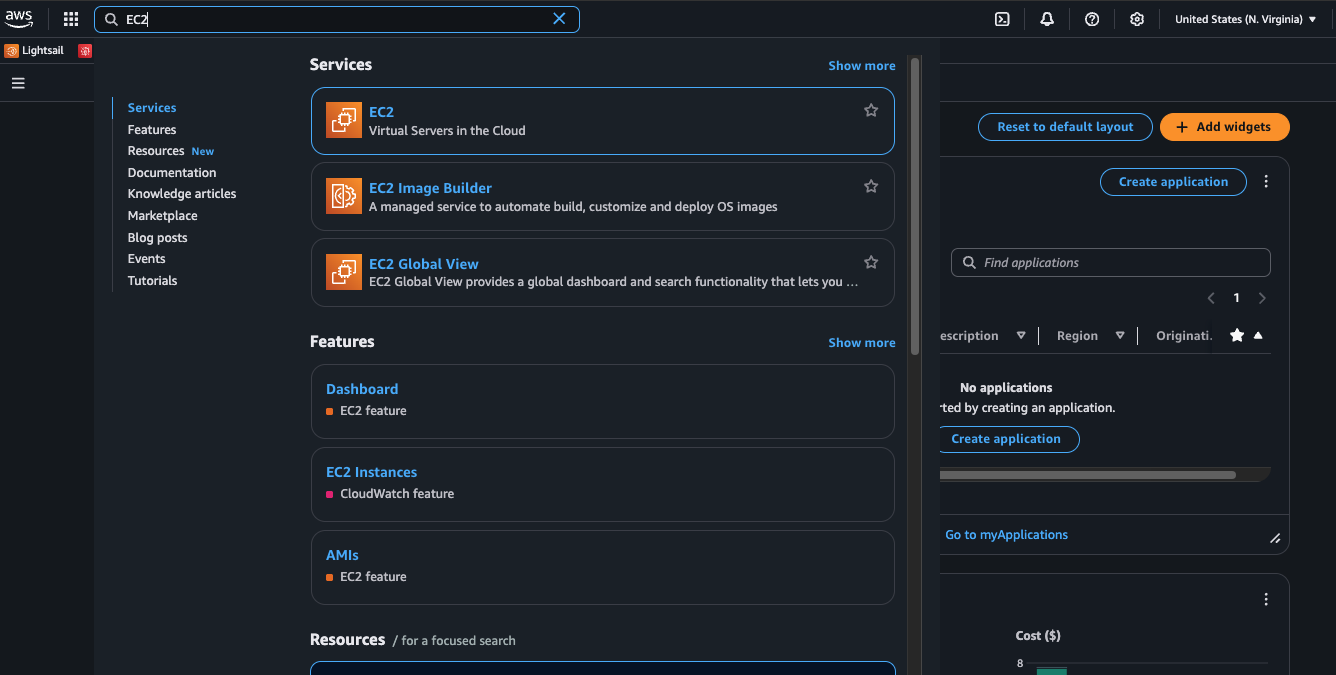 aws
EC2
United States (N. Virginia)
Lightsail
Services
Features
Resources New
Documentation
Knowledge articles
Marketplace
Blog posts
Events
Tutorials
Services
Show more
EC2
Virtual Servers in the Cloud
EC2 Image Builder
A managed service to automate build, customize and deploy OS images
EC2 Global View
EC2 Global View provides a global dashboard and search functionality that lets you ...
Features
Show more
Dashboard
EC2 feature
EC2 Instances
CloudWatch feature
AMIs
EC2 feature
Resources / for a focused search
Reset to default layout
Add widgets
Create application
Find applications
1
escription
Region
Originati.
No applications
rted by creating an application.
Create application
Go to myApplications
Cost ($)
8